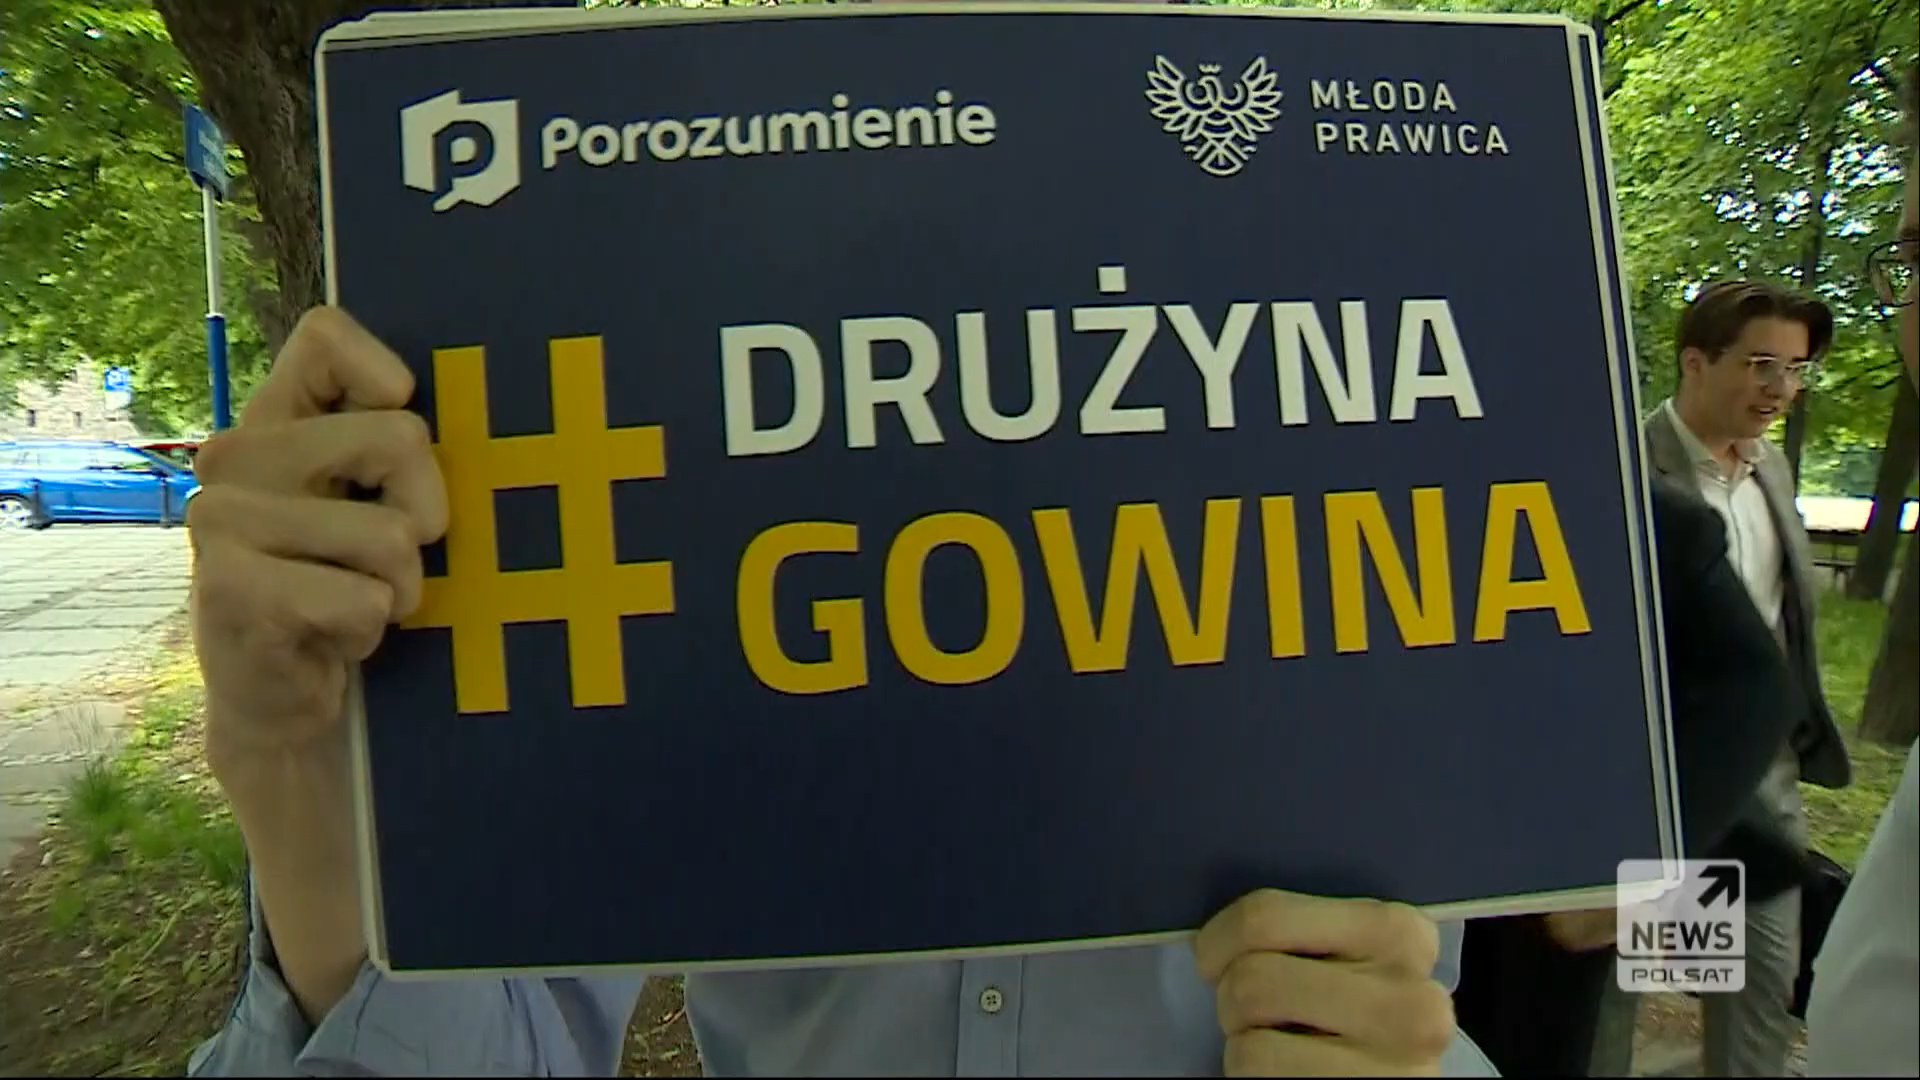 Porozumienie
MŁODA
PRAWICA
#DRUŻYNA
GOWINA
NEWS
POLSAT